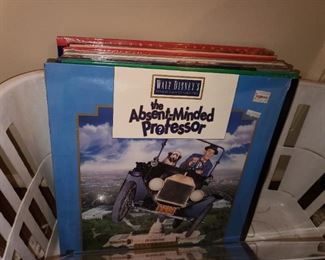 WALT DISNEY'S
the
Absent-Minded
Professor